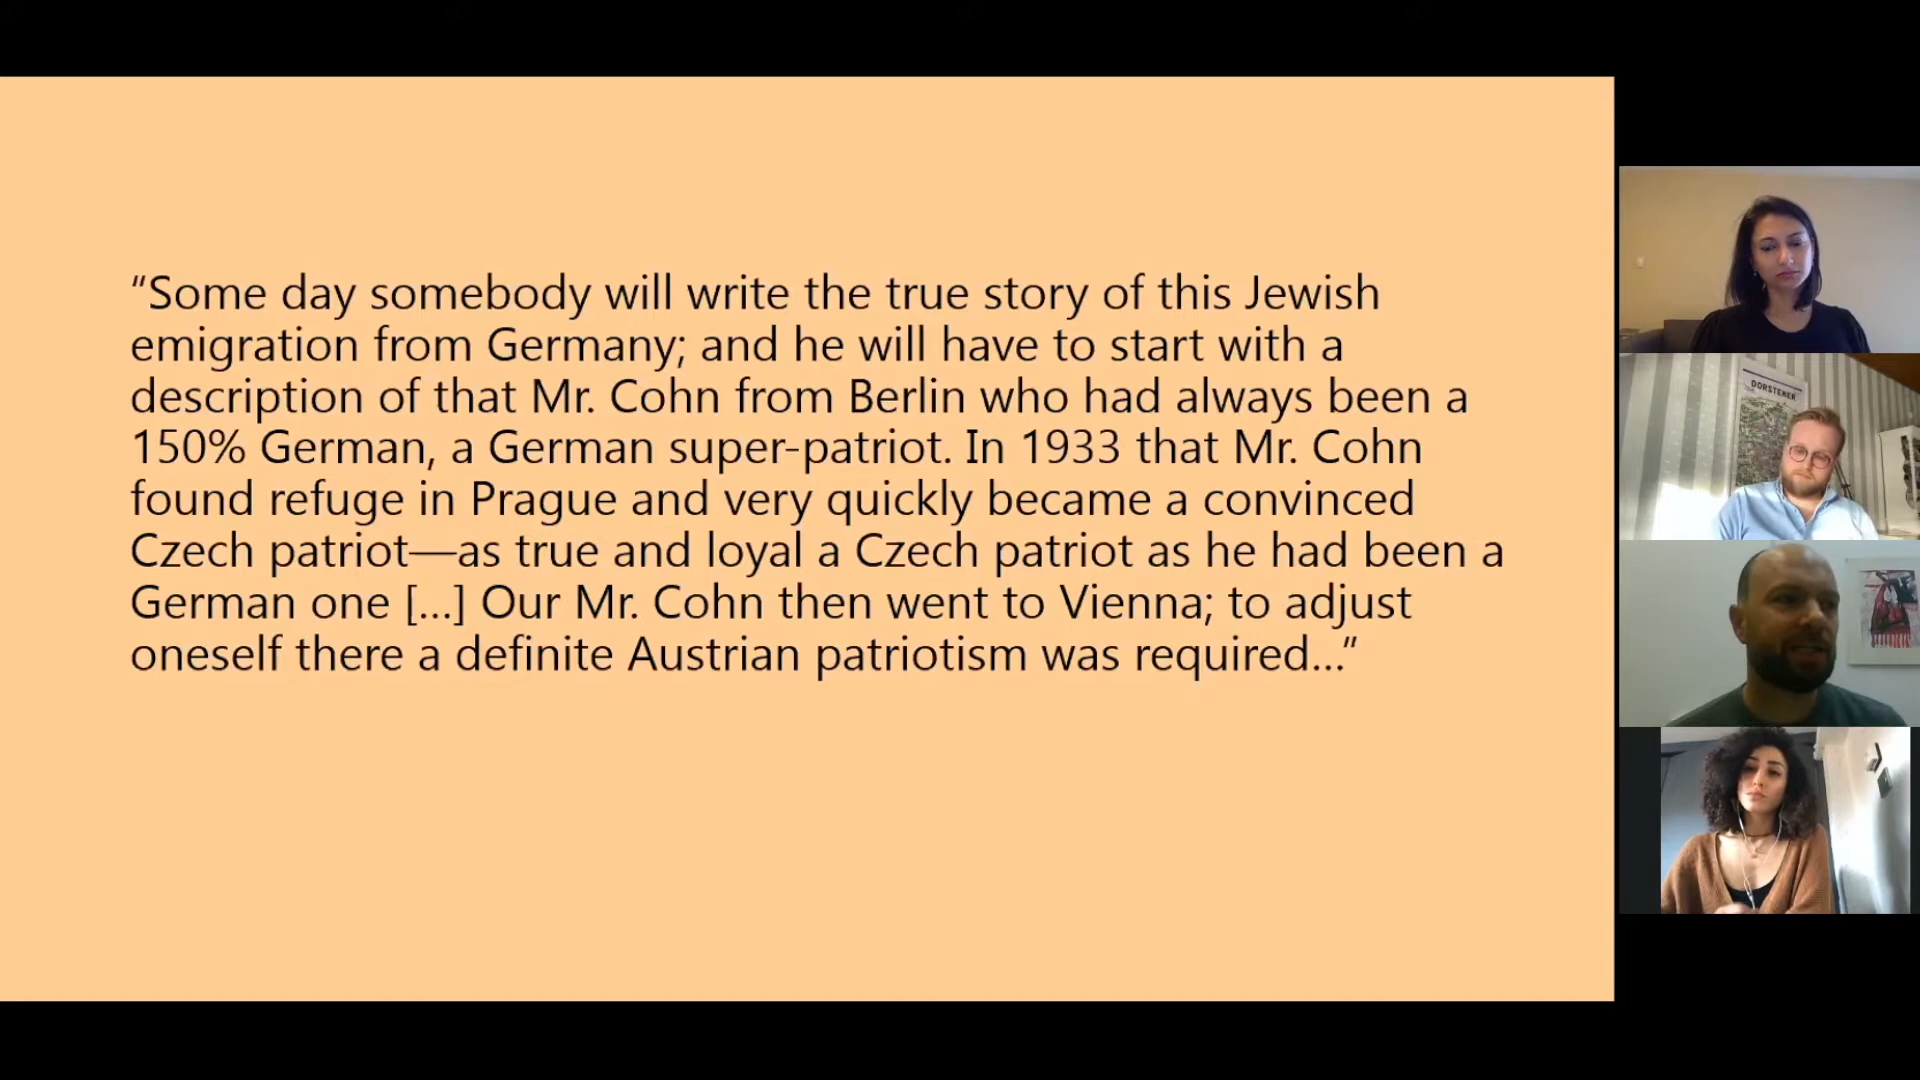 “Some day somebody will write the true story of this Jewish
emigration from Germany; and he will have to start with a
description of that Mr. Cohn from Berlin who had always been a
150% German, a German super-patriot. In 1933 that Mr. Cohn
found refuge in Prague and very quickly became a convinced
Czech patriot—as true and loyal a Czech patriot as he had been a
German one [...] Our Mr. Cohn then went to Vienna; to adjust
oneself there a definite Austrian patriotism was required...”
DORSTENER